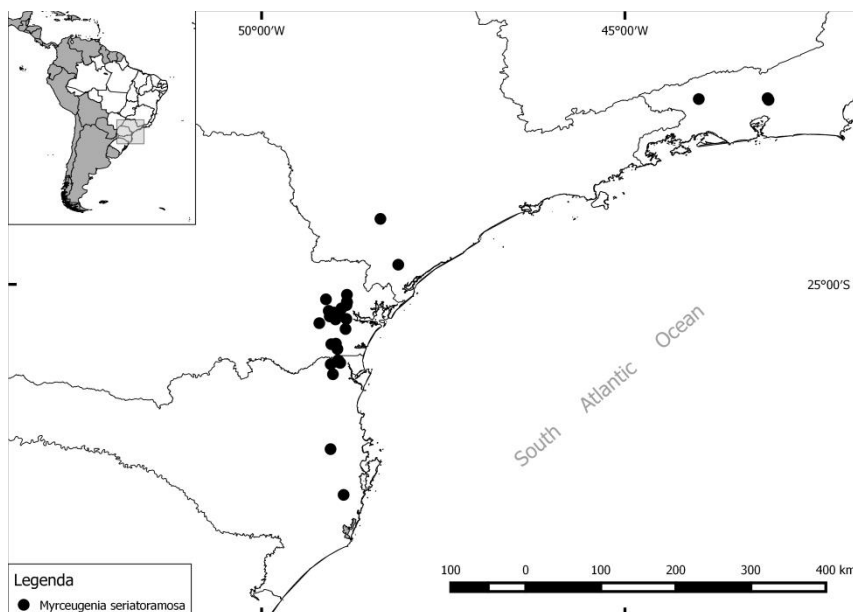 50°00'W 45°00'W
25°00'S
South Atlantic Ocean
100 0 100 200 300 400 km
Legenda
Myrceugenia seriatoramosa